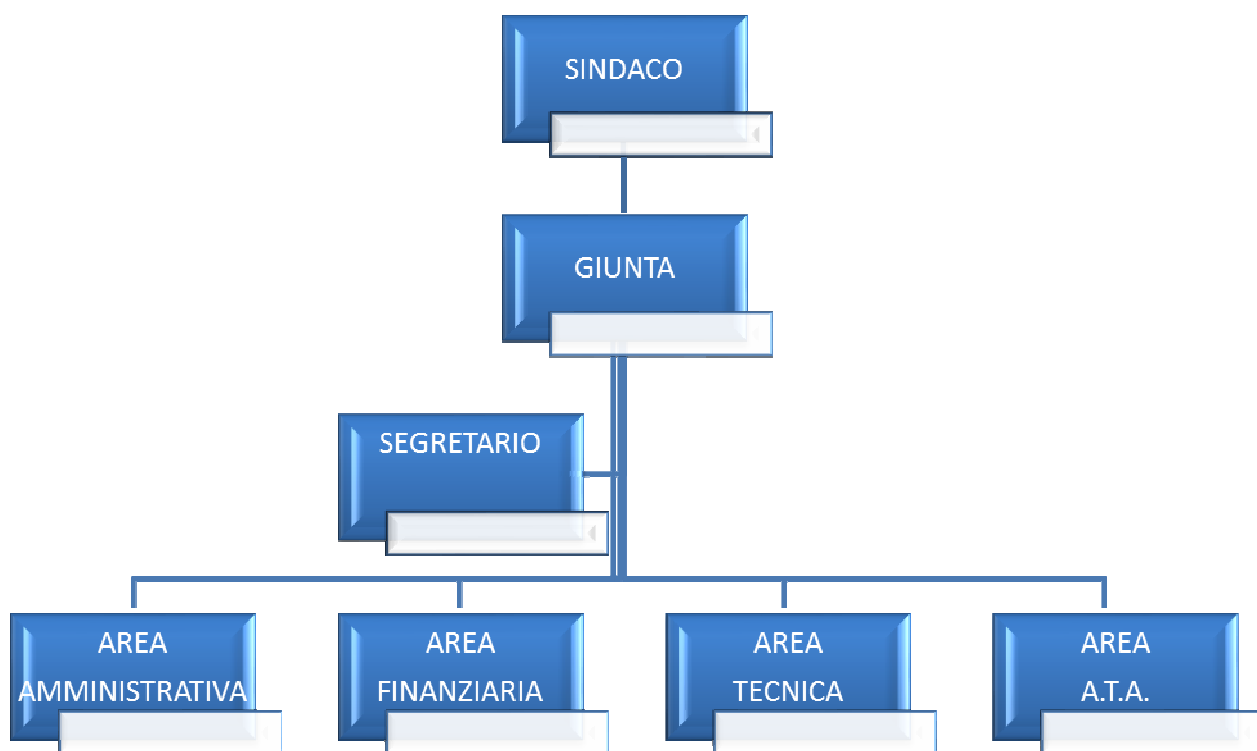 SINDACO
GIUNTA
SEGRETARIO
AREA
AMMINISTRATIVA
AREA
FINANZIARIA
AREA
TECNICA
AREA
A.T.A.